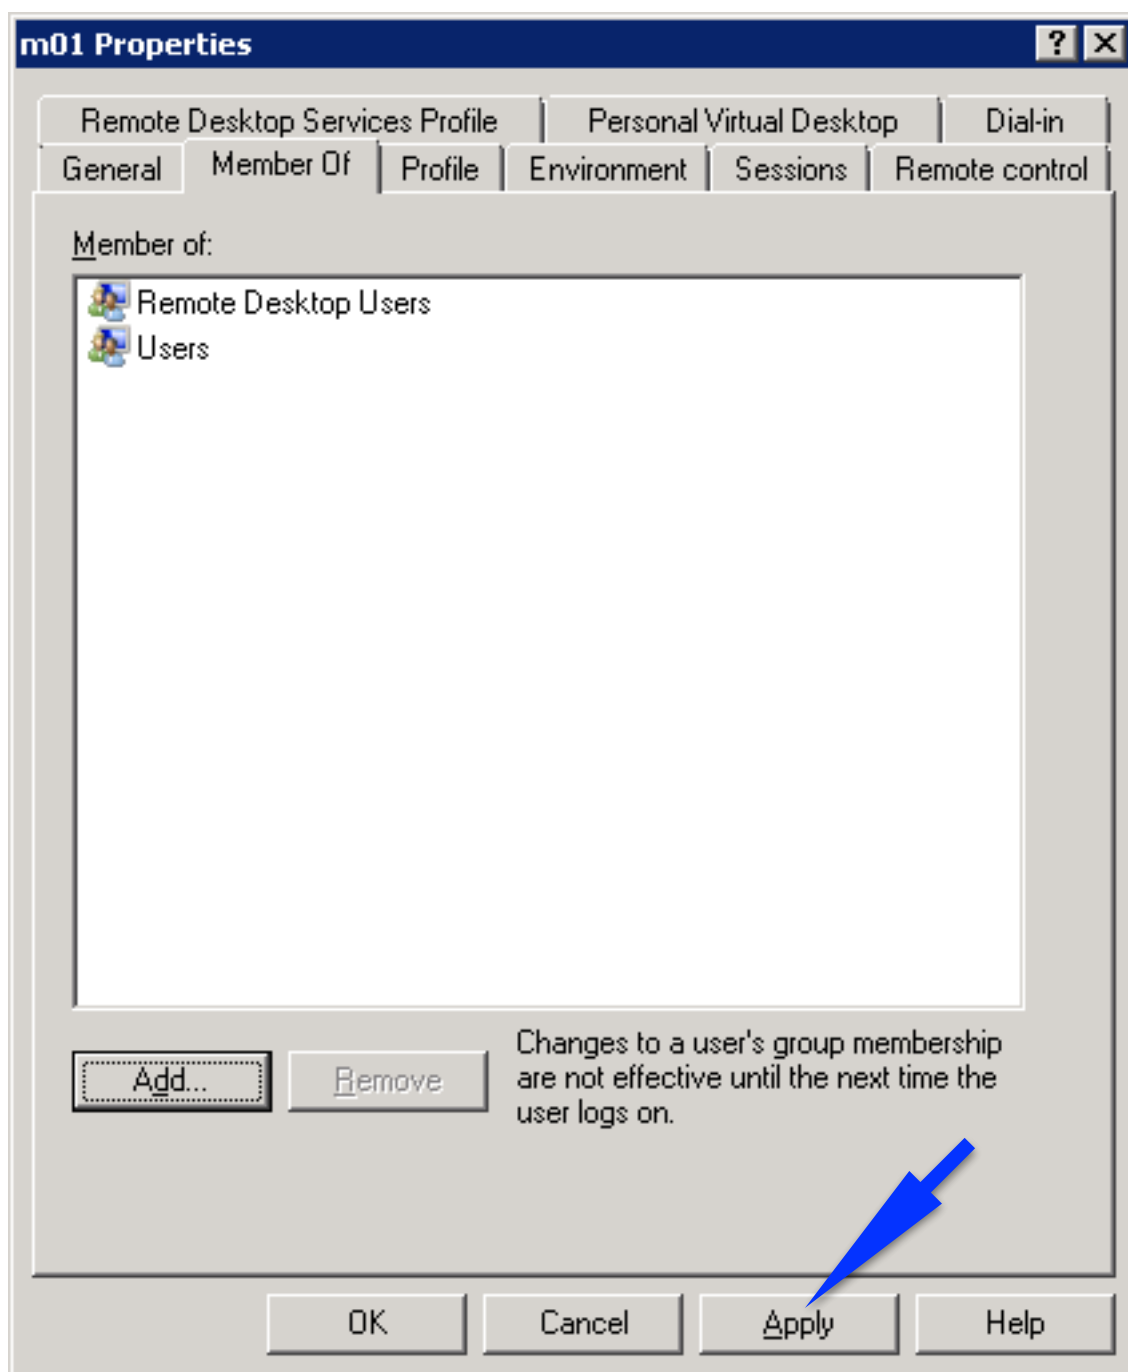 m01 Properties
Remote Desktop Services Profile Personal Virtual Desktop Dial-in
General Member Of Profile Environment Sessions Remote control
Member of:
Remote Desktop Users
Users
Add... Remove
Changes to a user's group membership
are not effective until the next time the
user logs on.
OK Cancel Apply Help